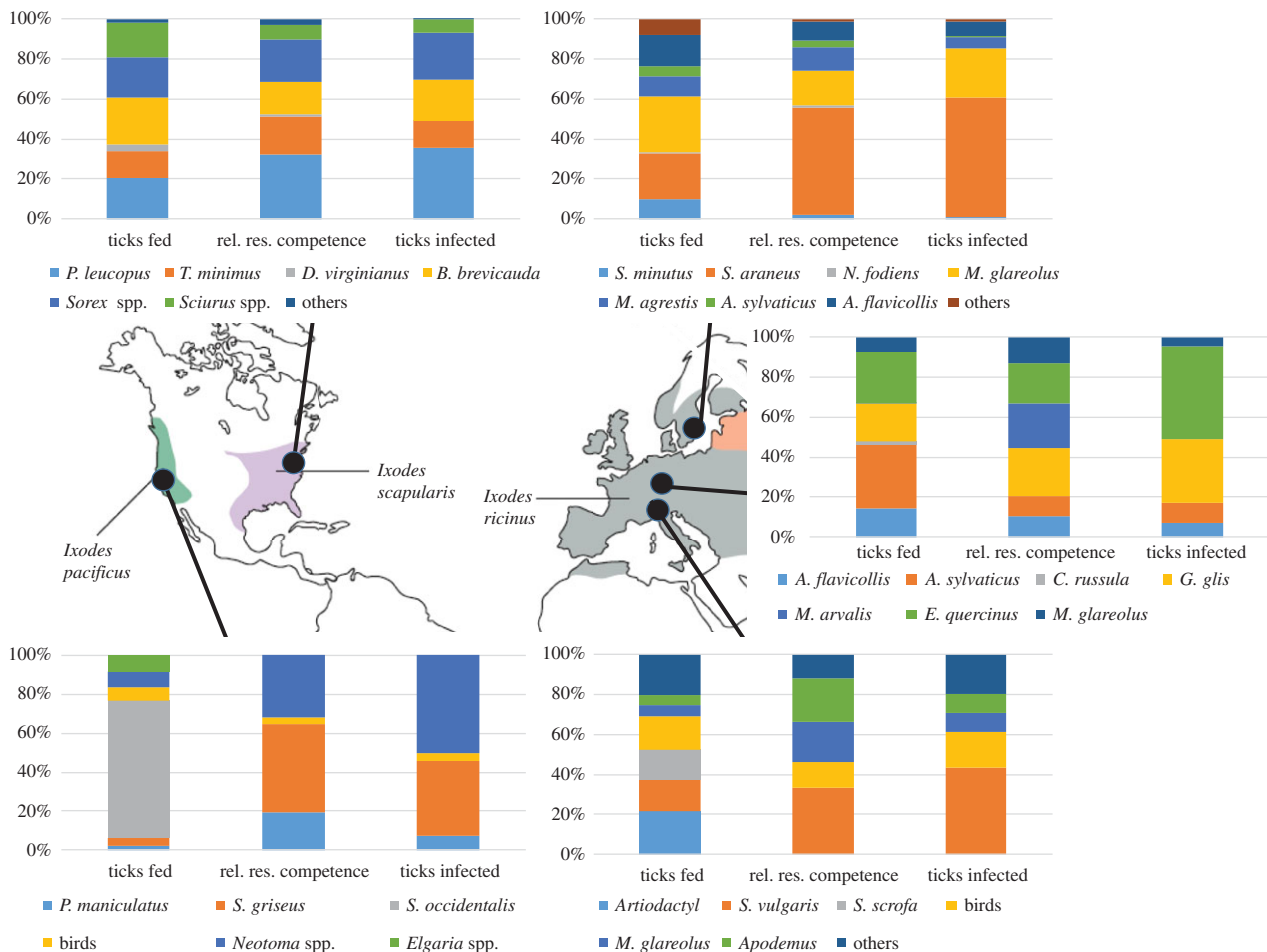 100%
80%
60%
40%
20%
0%
ticks fed rel. res. competence ticks infected
P. leucopus T. minimus D. virginianus B. brevicauda
Sorex spp. Sciurus spp. others
100%
80%
60%
40%
20%
0%
ticks fed rel. res. competence ticks infected
S. minutus S. araneus N. fodiens M. glareolus
M. agrestis A. sylvaticus A. flavicollis others
Ixodes
pacificus
Ixodes
scapularis
Ixodes
ricinus
100%
80%
60%
40%
20%
0%
ticks fed rel. res. competence ticks infected
A. flavicollis A. sylvaticus C. russula G. glis
M. arvalis E. quercinus M. glareolus
100%
80%
60%
40%
20%
0%
ticks fed rel. res. competence ticks infected
P. maniculatus S. griseus S. occidentalis
birds Neotoma spp. Elgaria spp.
100%
80%
60%
40%
20%
0%
ticks fed rel. res. competence ticks infected
Artiodactyl S. vulgaris S. scrofa birds
M. glareolus Apodemus others